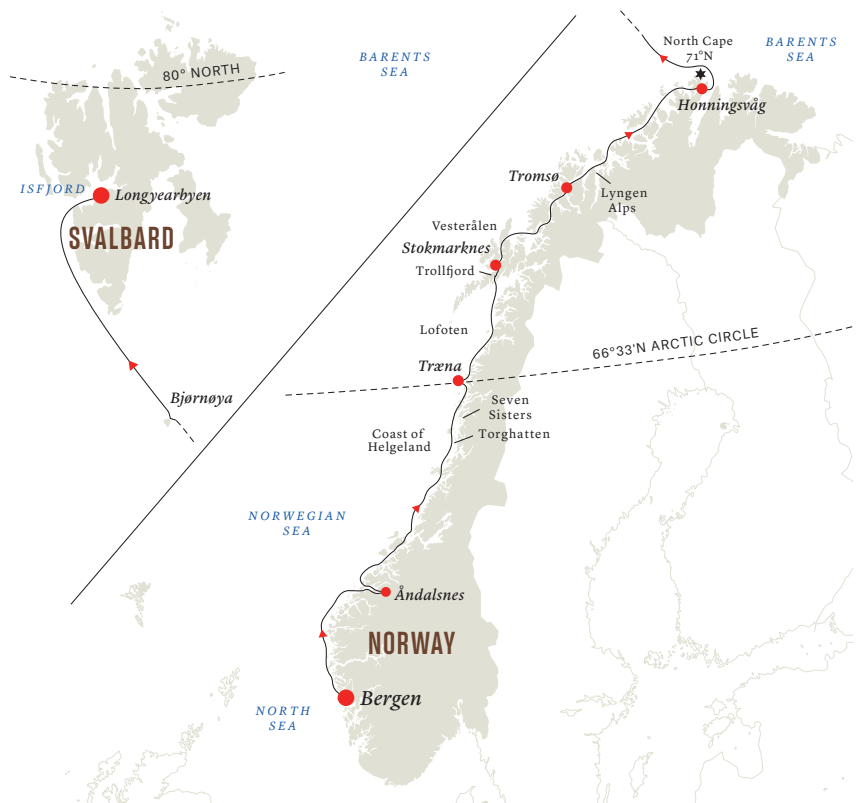 North Cape
71°N
BARENTS
SEA
BARENTS
SEA
80° NORTH
Honningsvåg
Tromsø
Lyngen
Alps
ISFJORD
Longyearbyen
SVALBARD
Vesterålen
Stokmarknes
Trollfjord
Lofoten
66°33'N ARCTIC CIRCLE
Træna
Bjørnøya
Seven
Sisters
Coast of
Helgeland
Torghatten
NORWEGIAN
SEA
Åndalsnes
NORWAY
Bergen
NORTH
SEA